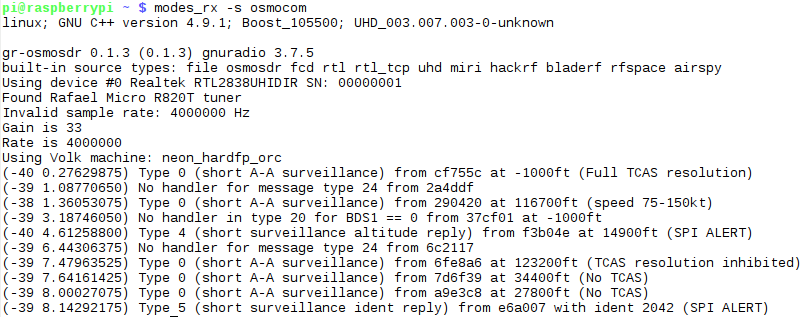 pi@raspberrypi ~ $ modes_rx -s osmocom
linux; GNU C++ version 4.9.1; Boost_105500; UHD_003.007.003-0-unknown
gr-osmosdr 0.1.3 (0.1.3) gnuradio 3.7.5
built-in source types: file osmosdr fcd rtl rtl_tcp uhd miri hackrf bladerf rfspace airspy
Using device #0 Realtek RTL2838UHIDIR SN: 00000001
Found Rafael Micro R820T tuner
Invalid sample rate: 4000000 Hz
Gain is 33
Rate is 4000000
Using Volk machine: neon_hardfp_orc
(-40 0.27629875) Type 0 (short A-A surveillance) from cf755c at -1000ft (Full TCAS resolution)
(-39 1.08770650) No handler for message type 24 from 2a4ddf
(-38 1.36053075) Type 0 (short A-A surveillance) from 290420 at 116700ft (speed 75-150kt)
(-39 3.18746050) No handler in type 20 for BDS1 == 0 from 37cf01 at -1000ft
(-40 4.61258800) Type 4 (short surveillance altitude reply) from f3b04e at 14900ft (SPI ALERT)
(-39 6.44306375) No handler for message type 24 from 6c2117
(-39 7.47963525) Type 0 (short A-A surveillance) from 6fe8a6 at 123200ft (TCAS resolution inhibited)
(-39 7.64161425) Type 0 (short A-A surveillance) from 7d6f39 at 34400ft (No TCAS)
(-39 8.00027075) Type 0 (short A-A surveillance) from a9e3c8 at 27800ft (No TCAS)
(-39 8.14292175) Type_5 (short surveillance ident reply) from e6a007 with ident 2042 (SPI ALERT)